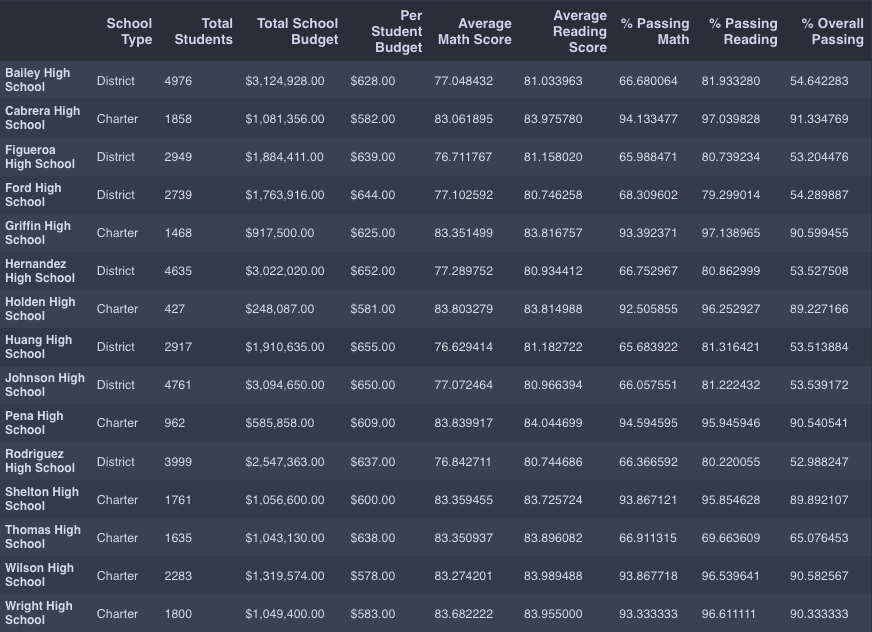 School Type Total Students Total School Budget Per Student Budget Average Math Score Average Reading Score % Passing Math % Passing Reading % Overall Passing
Bailey High School District 4976 $3,124,928.00 $628.00 77.048432 81.033963 66.680064 81.933280 54.642283
Cabrera High School Charter 1858 $1,081,356.00 $582.00 83.061895 83.975780 94.133477 97.039828 91.334769
Figueroa High School District 2949 $1,884,411.00 $639.00 76.711767 81.158020 65.988471 80.739234 53.204476
Ford High School District 2739 $1,763,916.00 $644.00 77.102592 80.746258 68.309602 79.299014 54.289887
Griffin High School Charter 1468 $917,500.00 $625.00 83.351499 83.816757 93.392371 97.138965 90.599455
Hernandez High School District 4635 $3,022,020.00 $652.00 77.289752 80.934412 66.752967 80.862999 53.527508
Holden High School Charter 427 $248,087.00 $581.00 83.803279 83.814988 92.505855 96.252927 89.227166
Huang High School District 2917 $1,910,635.00 $655.00 76.629414 81.182722 65.683922 81.316421 53.513884
Johnson High School District 4761 $3,094,650.00 $650.00 77.072464 80.966394 66.057551 81.222432 53.539172
Pena High School Charter 962 $585,858.00 $609.00 83.839917 84.044699 94.594595 95.945946 90.540541
Rodriguez High School District 3999 $2,547,363.00 $637.00 76.842711 80.744686 66.366592 80.220055 52.988247
Shelton High School Charter 1761 $1,056,600.00 $600.00 83.359455 83.725724 93.867121 95.854628 89.892107
Thomas High School Charter 1635 $1,043,130.00 $638.00 83.350937 83.896082 66.911315 69.663609 65.076453
Wilson High School Charter 2283 $1,319,574.00 $578.00 83.274201 83.989488 93.867718 96.539641 90.582567
Wright High School Charter 1800 $1,049,400.00 $583.00 83.682222 83.955000 93.333333 96.611111 90.333333